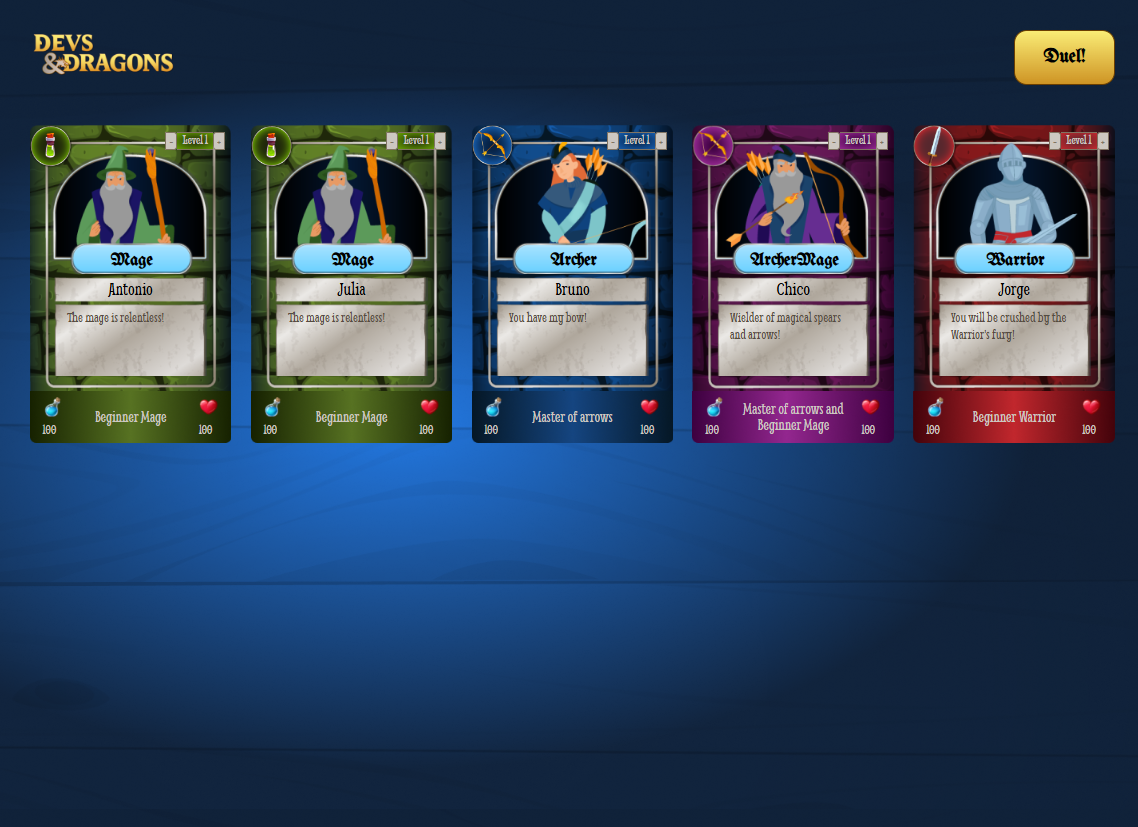 DEVS
&DRAGONS
Duel!
- Level 1 +
Mage
Antonio
The mage is relentless!
100
Beginner Mage
100
- Level 1 +
Mage
Julia
The mage is relentless!
100
Beginner Mage
100
- Level 1 +
Archer
Bruno
You have my bow!
100
Master of arrows
100
- Level 1 +
ArcherMage
Chico
Wielder of magical spears
and arrows!
100
Master of arrows and
Beginner Mage
100
- Level 1 +
Warrior
Jorge
You will be crushed by the
Warrior's fury!
100
Beginner Warrior
100